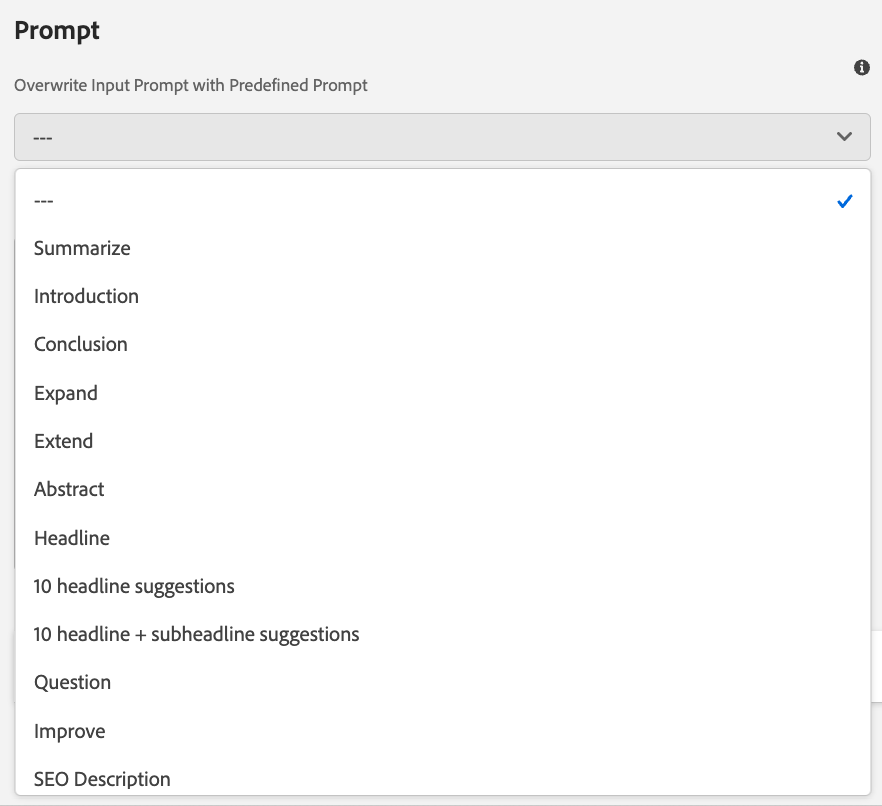 Prompt
Overwrite Input Prompt with Predefined Prompt
---
---
Summarize
Introduction
Conclusion
Expand
Extend
Abstract
Headline
10 headline suggestions
10 headline + subheadline suggestions
Question
Improve
SEO Description